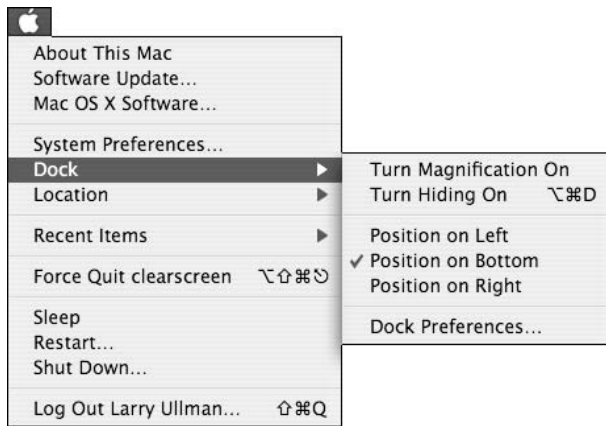 About This Mac
Software Update...
Mac OS X Software...
System Preferences...
Dock
Location
Recent Items
Force Quit clearscreen ⌥⇧⌘⎋
Sleep
Restart...
Shut Down...
Log Out Larry Ullman... ⇧⌘Q
Turn Magnification On
Turn Hiding On ⌥⌘D
Position on Left
✓ Position on Bottom
Position on Right
Dock Preferences...